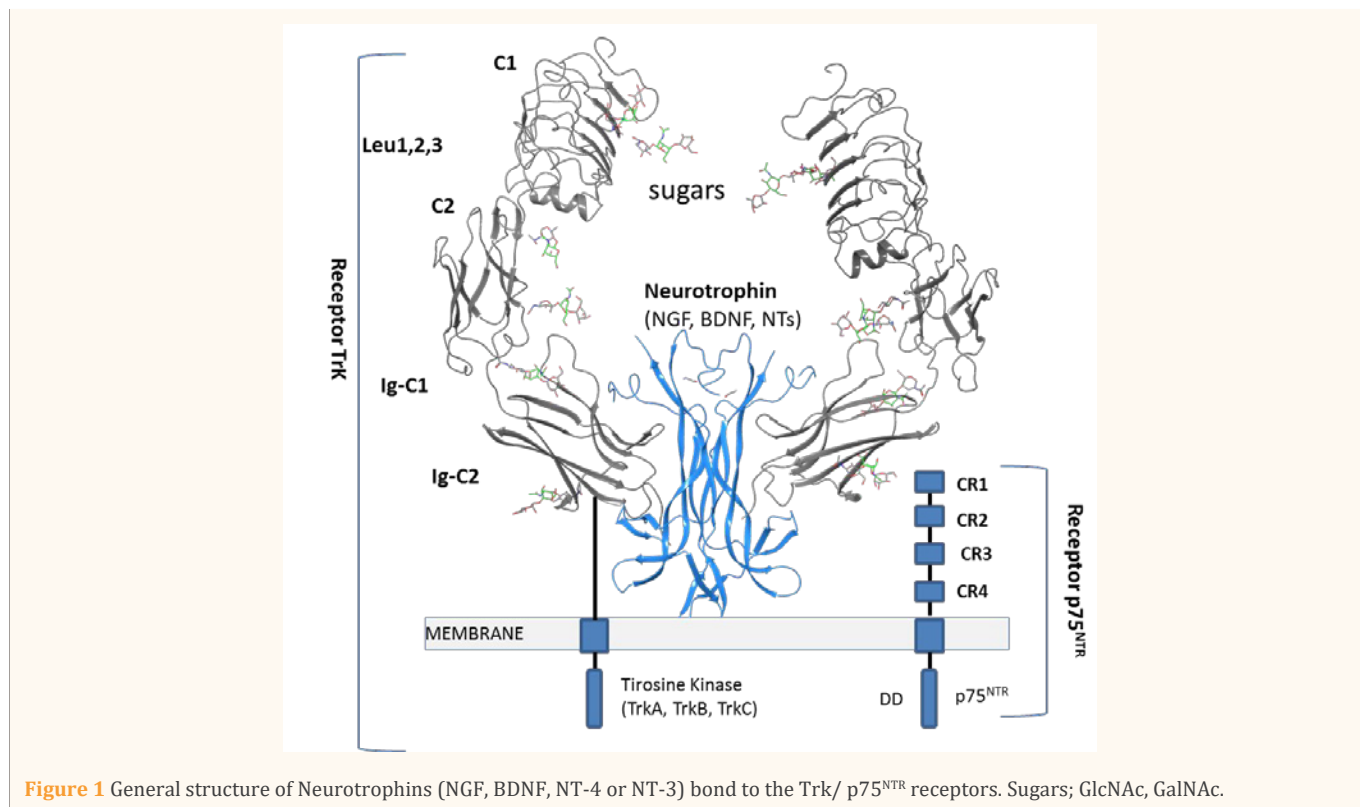 C1
Leu1,2,3
sugars
C2
Receptor TrK
Neurotrophin
(NGF, BDNF, NTs)
Ig-C1
Ig-C2
CR1
CR2
CR3
CR4
Receptor p75ᴺᵀᴿ
MEMBRANE
Tirosine Kinase
(TrkA, TrkB, TrkC)
DD
p75ᴺᵀᴿ
Figure 1 General structure of Neurotrophins (NGF, BDNF, NT-4 or NT-3) bond to the Trk/ p75ᴺᵀᴿ receptors. Sugars; GlcNAc, GalNAc.